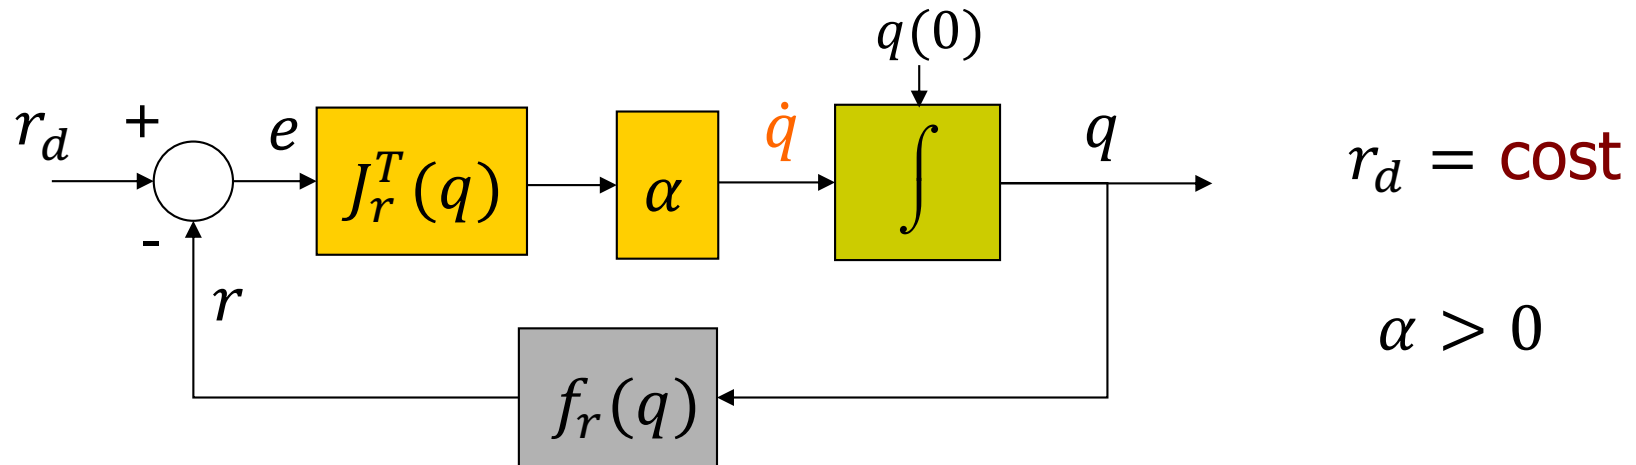 q(0)
r_d
+
e
J_r^T(q)
α
q̇
∫
q
r_d = cost
-
r
α > 0
f_r(q)